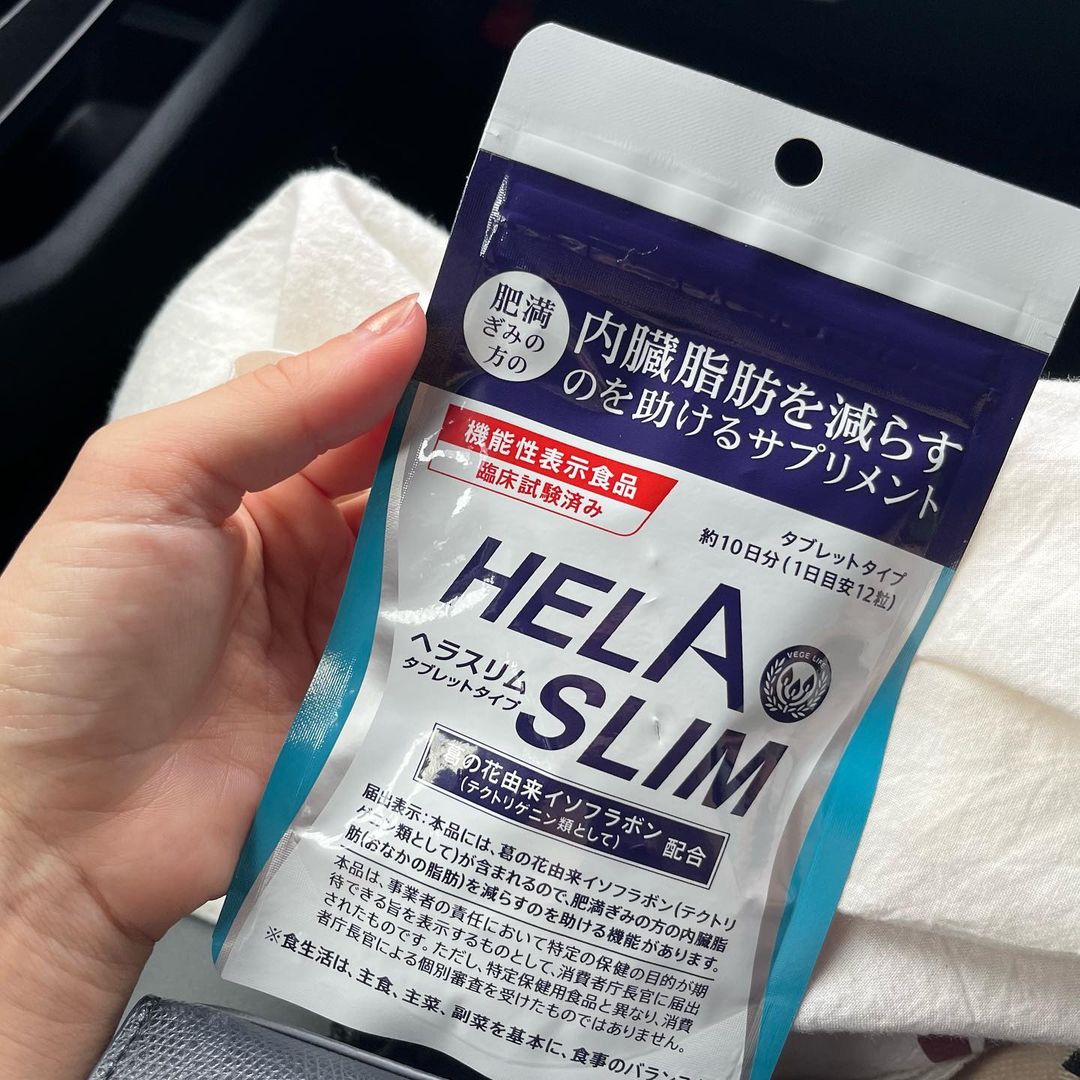 肥満
ぎみの
方の
内臓脂肪を減らす
のを助けるサプリメント
機能性表示食品
臨床試験済み
タブレットタイプ
約10日分(1日目安12粒)
HELA
SLIM
ヘラスリム
タブレットタイプ
VEGE LIFE
葛の花由来イソフラボン
(テクトリゲニン類として)
配合
届出表示:本品には、葛の花由来イソフラボン(テクトリ
ゲニン類として)が含まれるので、肥満ぎみの方の内臓脂
肪(おなかの脂肪)を減らすのを助ける機能があります。
本品は、事業者の責任において特定の保健の目的が期
待できる旨を表示するものとして、消費者庁長官に届出
されたものです。ただし、特定保健用食品と異なり、消費
者庁長官による個別審査を受けたものではありません。
※食生活は、主食、主菜、副菜を基本に、食事のバラン